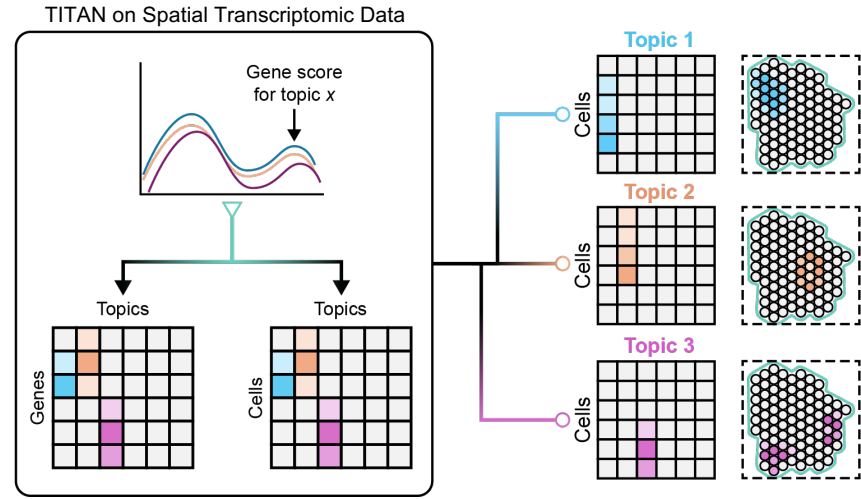 TITAN on Spatial Transcriptomic Data
Gene score
for topic x
Topics
Genes
Topics
Cells
Topic 1
Cells
Topic 2
Cells
Topic 3
Cells